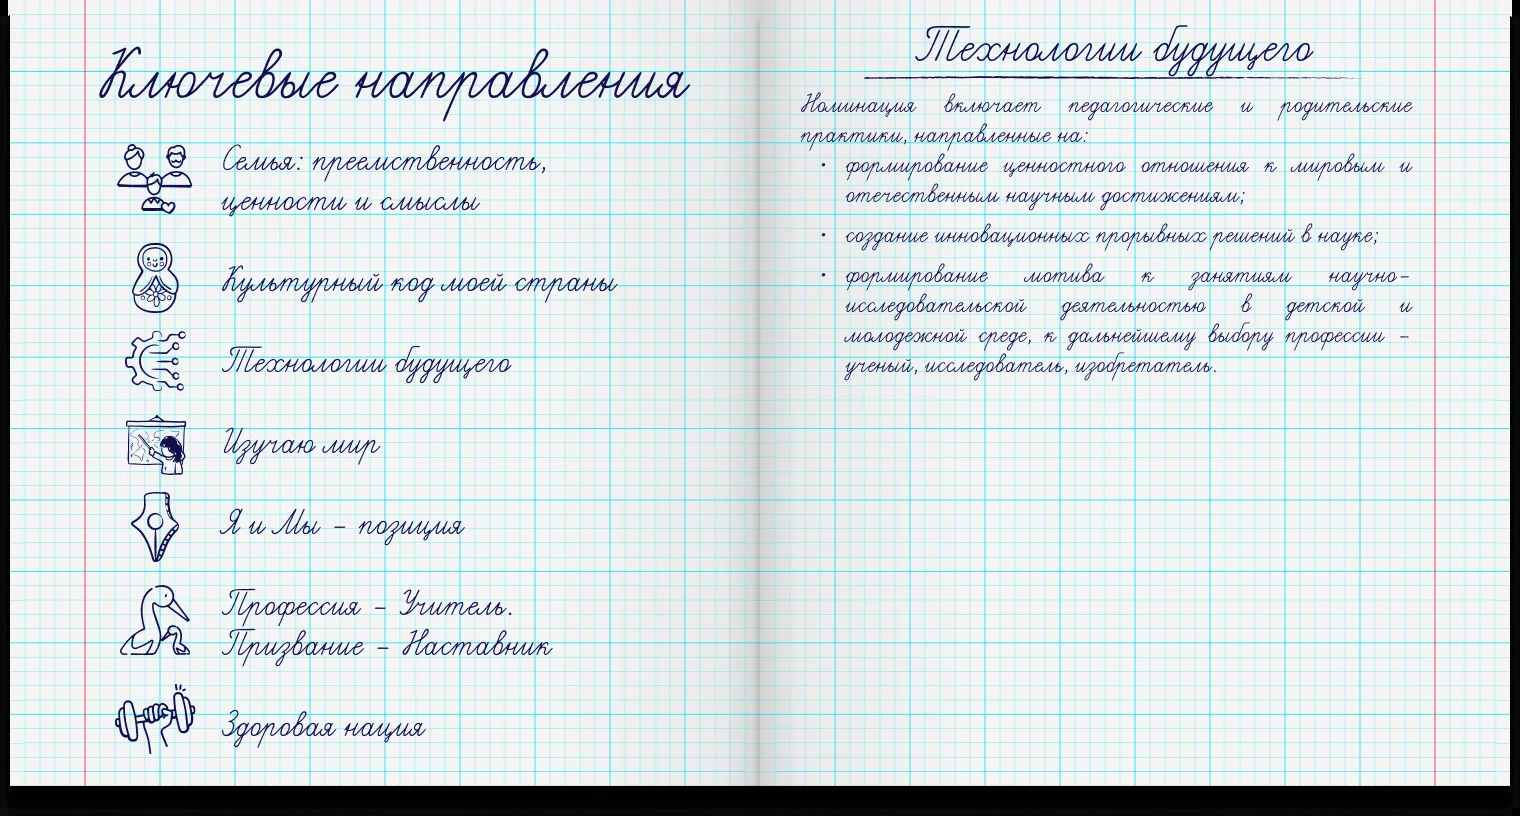 Ключевые направления
Семья: преемственность,
ценности и смыслы
Культурный код моей страны
Технологии будущего
Изучаю мир
Я и Мы - позиция
Профессия - Учитель.
Призвание - Наставник
Здоровая нация
Технологии будущего
Номинация включает педагогические и родительские
практики, направленные на:
• формирование ценностного отношения к мировым и
отечественным научным достижениям;
• создание инновационных прорывных решений в науке;
• формирование мотива к занятиям научно-
исследовательской деятельностью в детской и
молодежной среде, к дальнейшему выбору профессии -
ученый, исследователь, изобретатель.